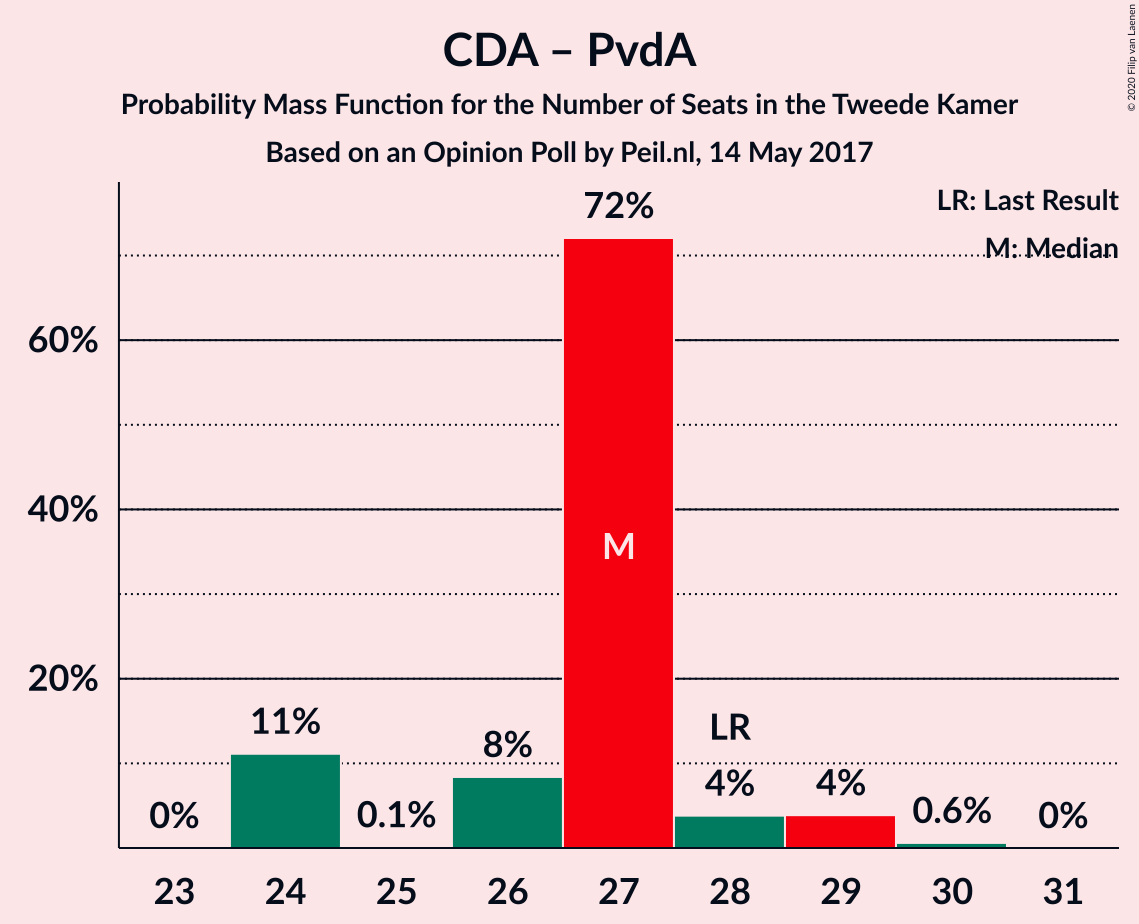 CDA – PvdA
Probability Mass Function for the Number of Seats in the Tweede Kamer
Based on an Opinion Poll by Peil.nl, 14 May 2017
© 2020 Filip van Laenen
LR: Last Result
M: Median
72%
60%
40%
20%
M
LR
11%
8%
4%
4%
0%
0.1%
0.6%
0%
23 24 25 26 27 28 29 30 31